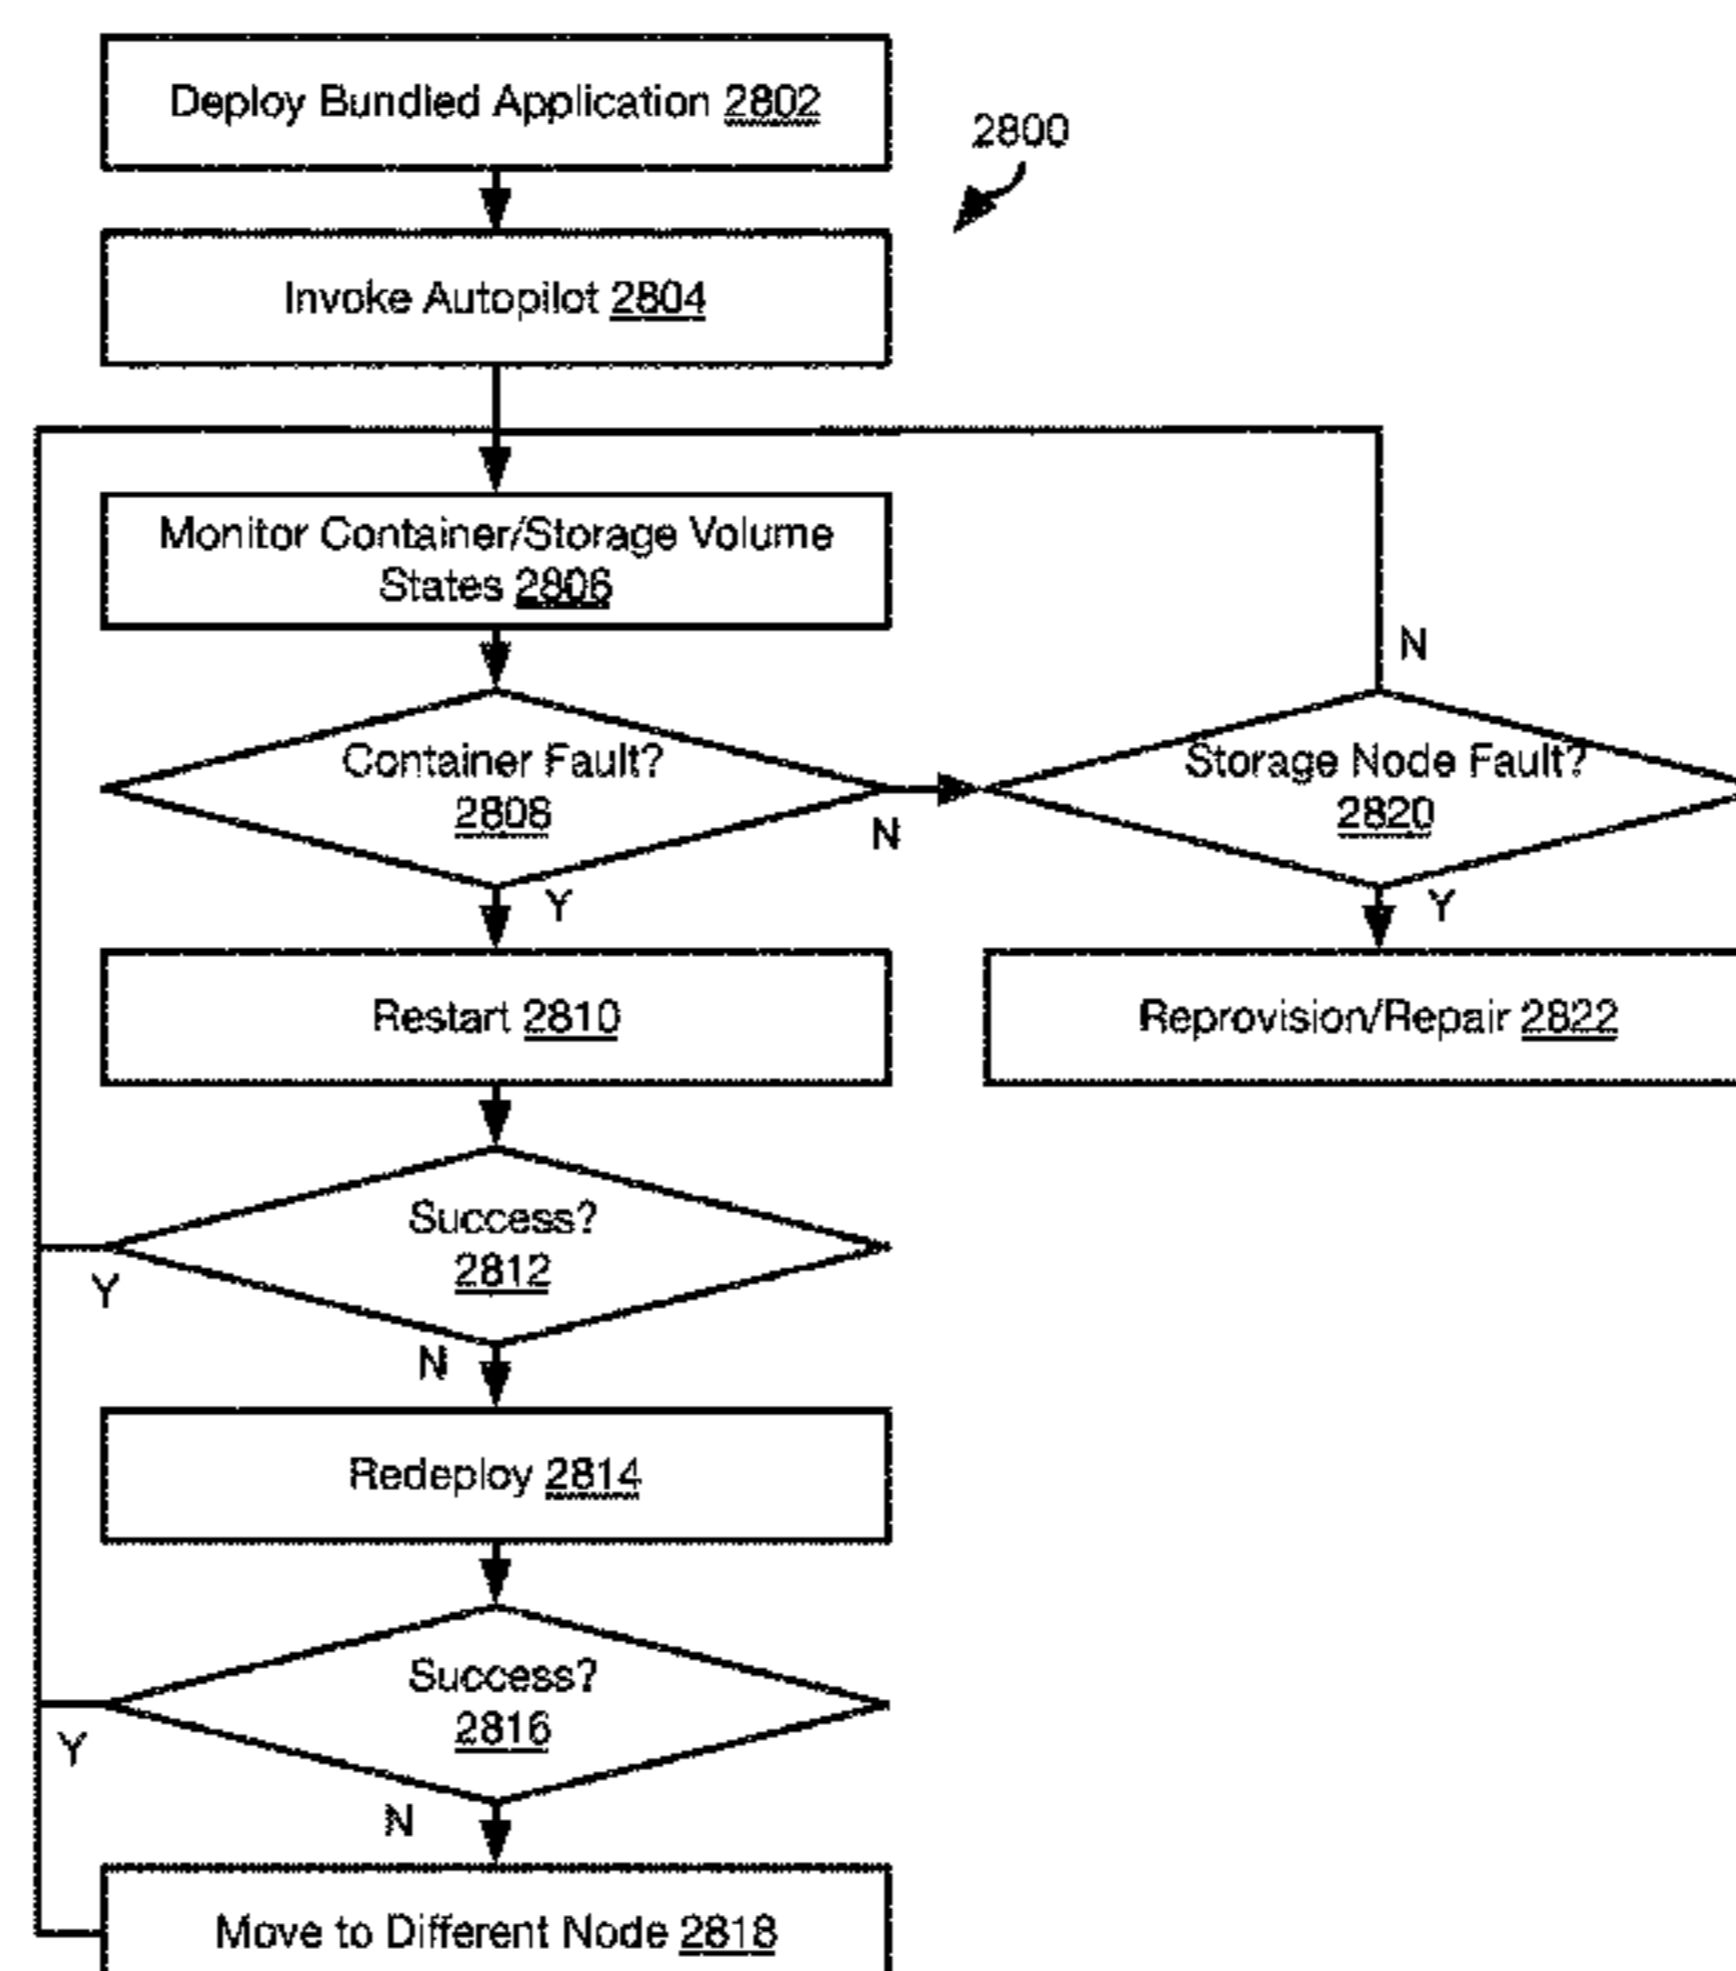 Deploy Bundled Application 2802
2800
Invoke Autopilot 2804
Monitor Container/Storage Volume
States 2806
N
Container Fault?
2808
N
Storage Node Fault?
2820
Y
Y
Restart 2810
Reprovision/Repair 2822
Success?
2812
Y
N
Redeploy 2814
Success?
2816
Y
N
Move to Different Node 2818